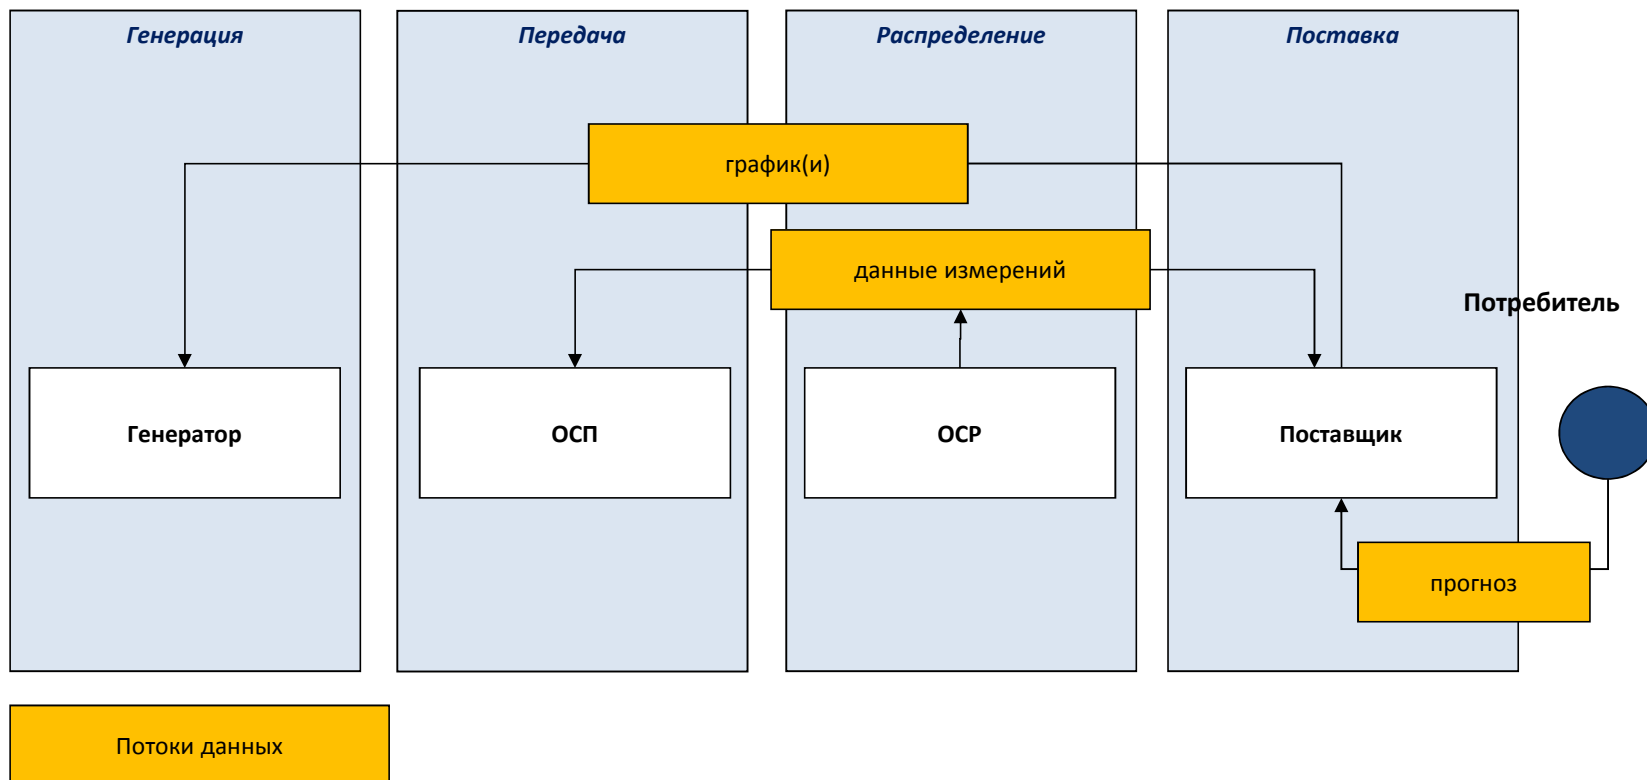 Генерация
Передача
Распределение
Поставка
график(и)
данные измерений
Потребитель
Генератор
ОСП
ОСР
Поставщик
прогноз
Потоки данных